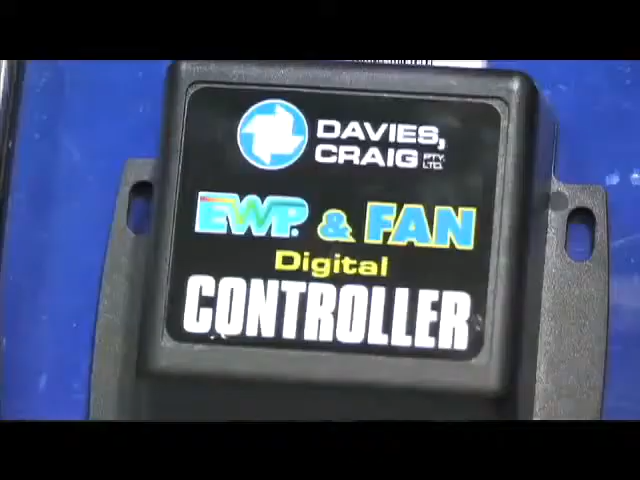 DAVIES,
CRAIG PTY. LTD.
EWP. & FAN
Digital
CONTROLLER